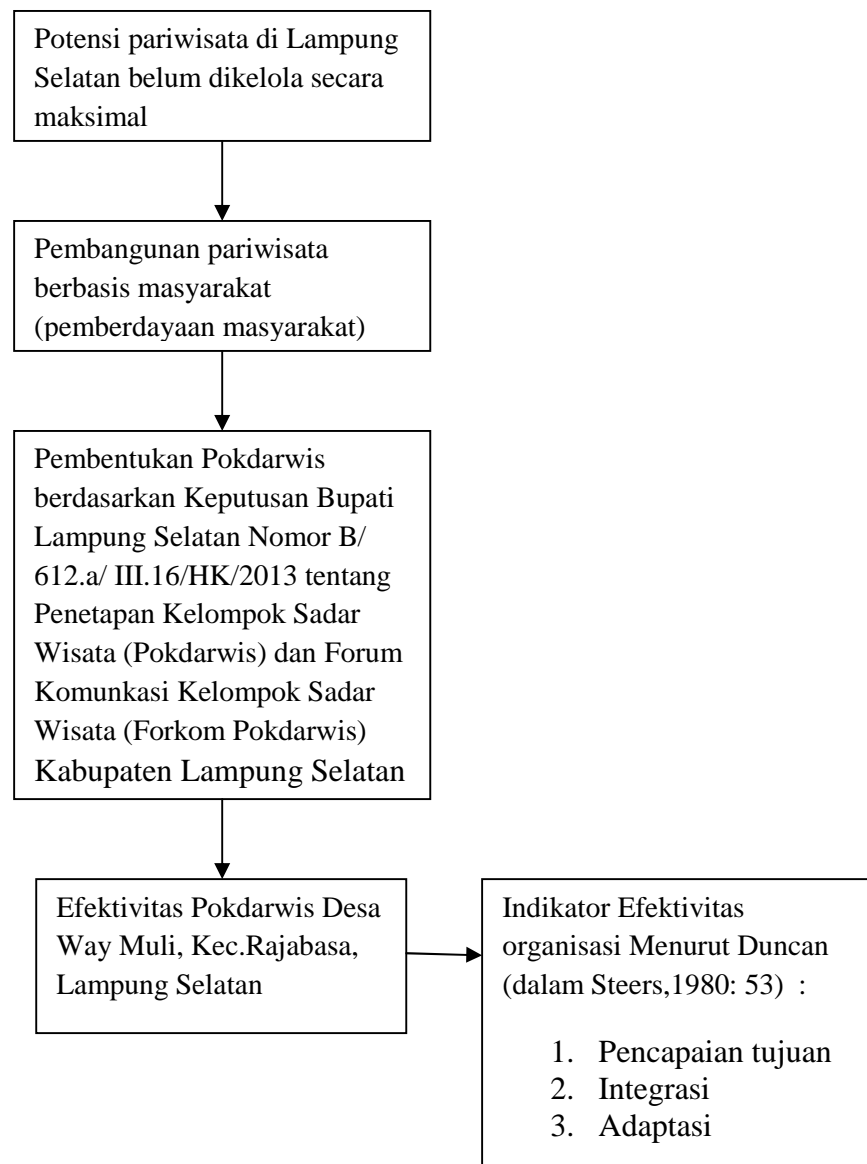 Potensi pariwisata di Lampung
Selatan belum dikelola secara
maksimal
Pembangunan pariwisata
berbasis masyarakat
(pemberdayaan masyarakat)
Pembentukan Pokdarwis
berdasarkan Keputusan Bupati
Lampung Selatan Nomor B/
612.a/ III.16/HK/2013 tentang
Penetapan Kelompok Sadar
Wisata (Pokdarwis) dan Forum
Komunkasi Kelompok Sadar
Wisata (Forkom Pokdarwis)
Kabupaten Lampung Selatan
Efektivitas Pokdarwis Desa
Way Muli, Kec.Rajabasa,
Lampung Selatan
Indikator Efektivitas
organisasi Menurut Duncan
(dalam Steers,1980: 53)  :
1. Pencapaian tujuan
2. Integrasi
3. Adaptasi